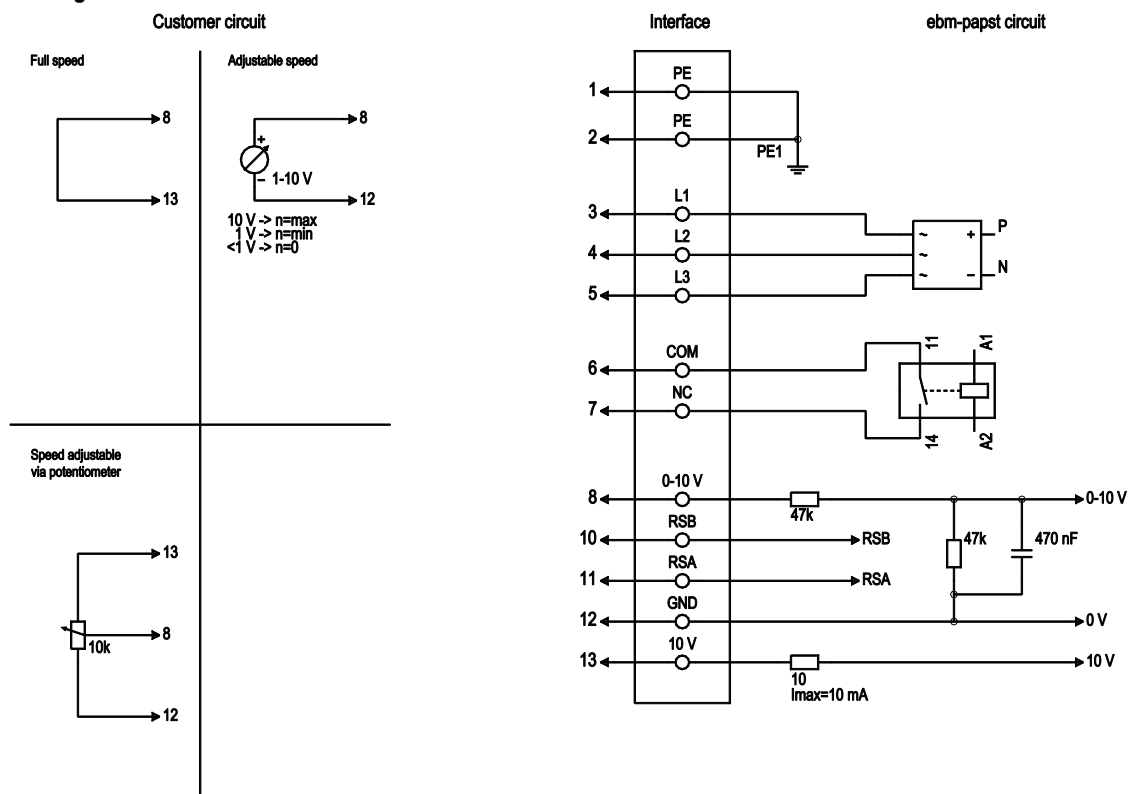 Customer circuit
Interface
ebm-papst circuit
Full speed
8
13
Adjustable speed
8
+
– 1-10 V
12
10 V -> n=max
1 V -> n=min
<1 V -> n=0
Speed adjustable
via potentiometer
13
8
10k
12
1
PE
2
PE
PE1
3
L1
4
L2
5
L3
~
~
~
+
–
P
N
6
COM
7
NC
11
A1
14
A2
8
0-10 V
47k
0-10 V
10
RSB
RSB
47k
470 nF
11
RSA
RSA
12
GND
0 V
13
10 V
10
Imax=10 mA
10 V